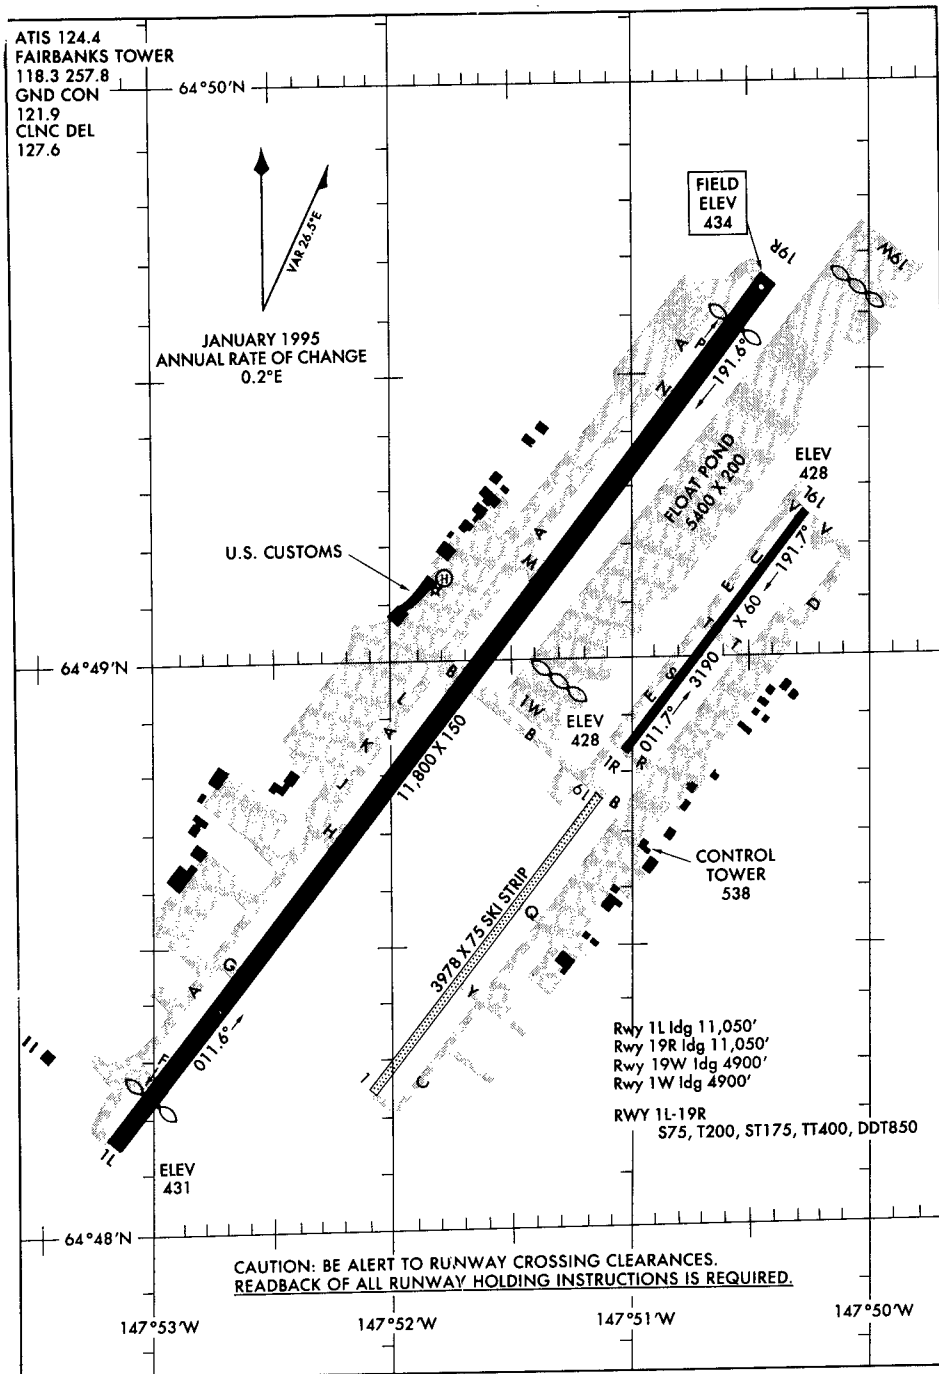 ATIS 124.4
FAIRBANKS TOWER
118.3 257.8
GND CON
121.9
CLNC DEL
127.6
64°50'N
VAR 26.5°E
JANUARY 1995
ANNUAL RATE OF CHANGE
0.2°E
FIELD
ELEV
434
19R
19W
A
P
191.6°
N
FLOAT POND
5400 X 200
ELEV
428
19L
V
V
191.7°
U
E
T
S
E
3190 X 60
T
D
011.7°
1R
R
U.S. CUSTOMS
H
A
M
64°49'N
B
1W
B
ELEV
428
L
A
K
J
H
11,800 X 150
19
B
CONTROL
TOWER
538
3978 X 75 SKI STRIP
Q
Y
C
1
G
A
F
011.6°
1L
ELEV
431
Rwy 1L ldg 11,050'
Rwy 19R ldg 11,050'
Rwy 19W ldg 4900'
Rwy 1W ldg 4900'
RWY 1L-19R
S75, T200, ST175, TT400, DDT850
64°48'N
CAUTION: BE ALERT TO RUNWAY CROSSING CLEARANCES.
READBACK OF ALL RUNWAY HOLDING INSTRUCTIONS IS REQUIRED.
147°53'W
147°52'W
147°51'W
147°50'W